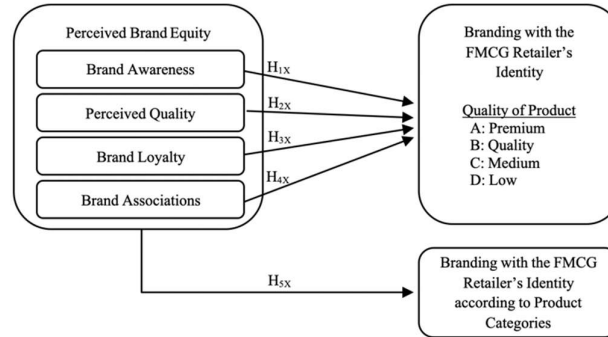 Perceived Brand Equity
Brand Awareness
Perceived Quality
Brand Loyalty
Brand Associations
H1X
H2X
H3X
H4X
H5X
Branding with the
FMCG Retailer's
Identity
Quality of Product
A: Premium
B: Quality
C: Medium
D: Low
Branding with the FMCG
Retailer's Identity
according to Product
Categories